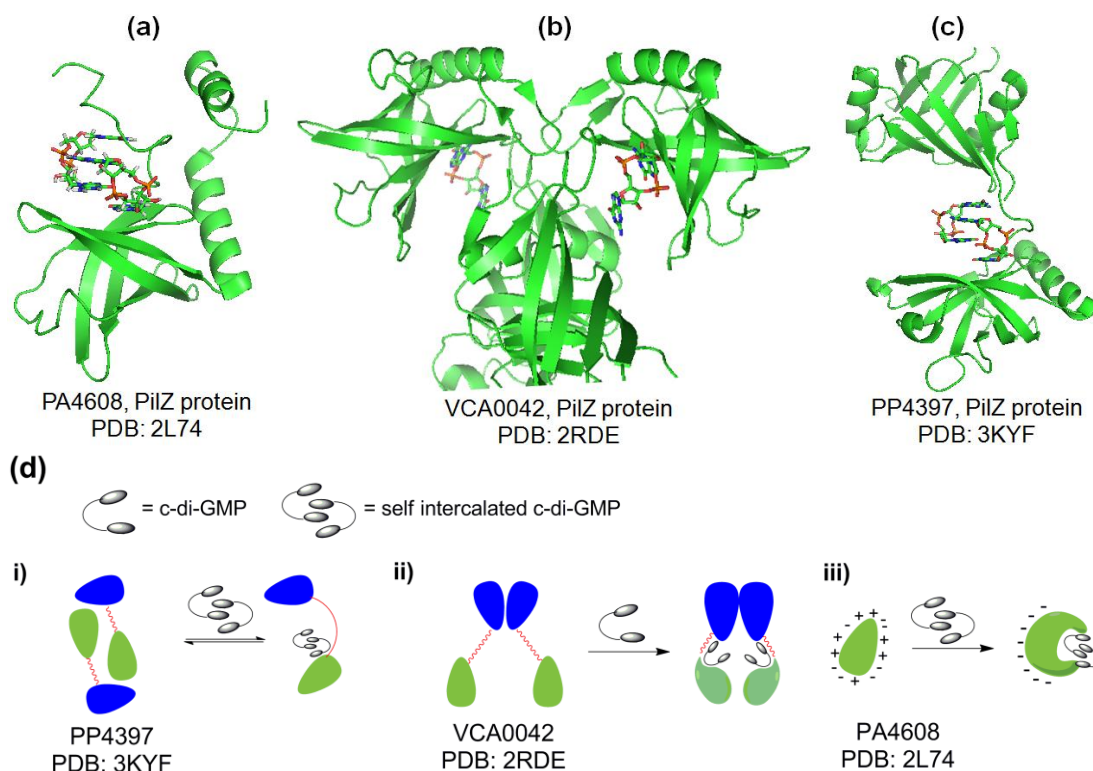 (a)
(b)
(c)
PA4608, PilZ protein
PDB: 2L74
VCA0042, PilZ protein
PDB: 2RDE
PP4397, PilZ protein
PDB: 3KYF
(d)
= c-di-GMP
= self intercalated c-di-GMP
i)
ii)
iii)
PP4397
PDB: 3KYF
VCA0042
PDB: 2RDE
PA4608
PDB: 2L74